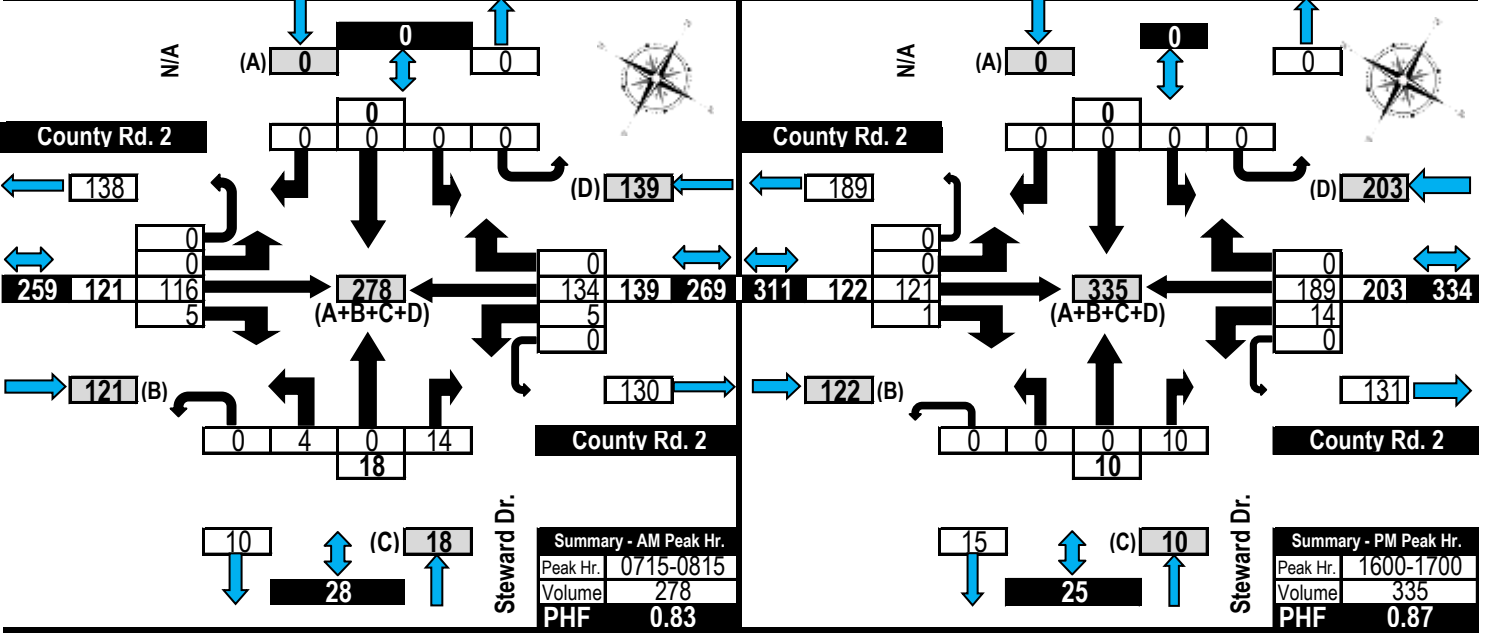 0
N/A
(A) 0 0
0
0 0 0 0
County Rd. 2
138
(D) 139
0
0 0
259 121 116 278 134 139 269
5 (A+B+C+D) 5
0
121 (B)
130
0 4 0 14
County Rd. 2
18
Steward Dr.
10 (C) 18
28
Summary - AM Peak Hr.
Peak Hr. 0715-0815
Volume 278
PHF 0.83
0
N/A
(A) 0 0
0
0 0 0 0
County Rd. 2
189
(D) 203
0
0 0
311 122 121 335 189 203 334
1 (A+B+C+D) 14
0
122 (B)
131
0 0 0 10
County Rd. 2
10
Steward Dr.
15 (C) 10
25
Summary - PM Peak Hr.
Peak Hr. 1600-1700
Volume 335
PHF 0.87